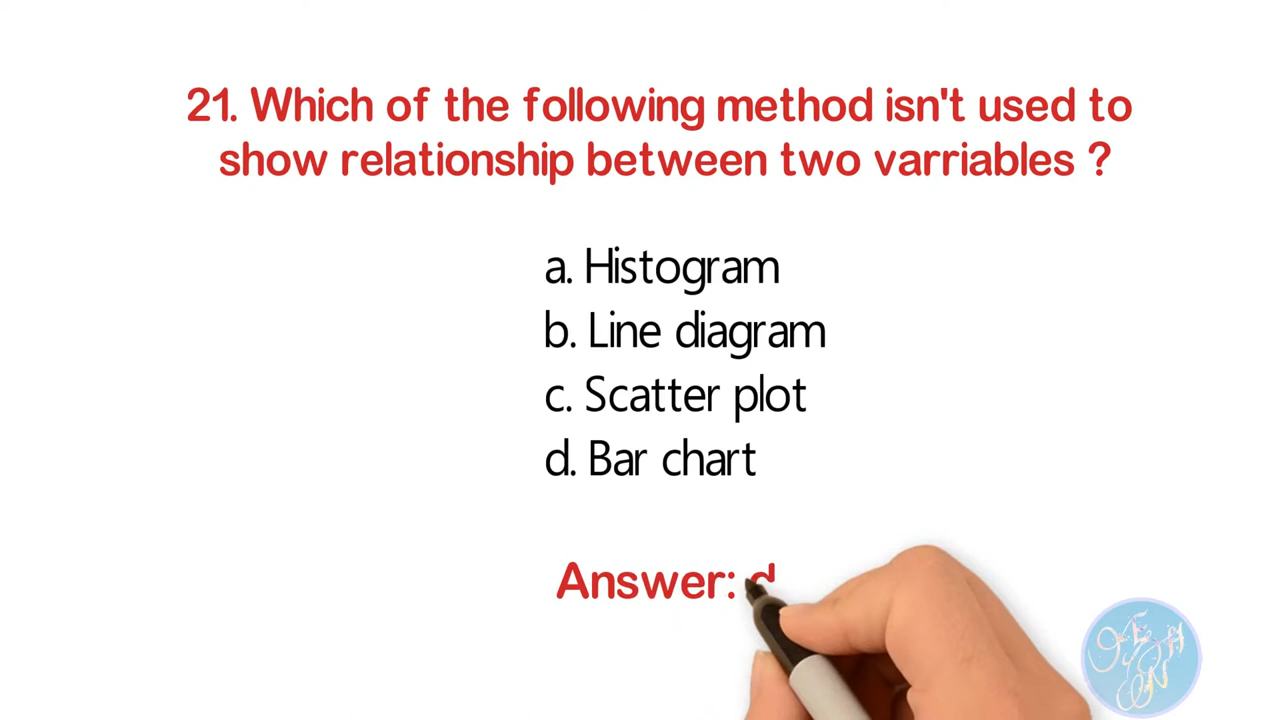 21. Which of the following method isn't used to
show relationship between two varriables ?
a. Histogram
b. Line diagram
c. Scatter plot
d. Bar chart
Answer: d